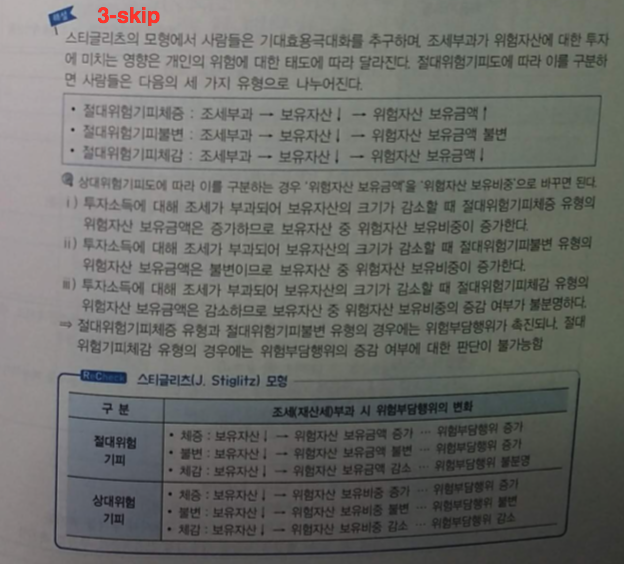 해설 3-skip
스티글리츠의 모형에서 사람들은 기대효용극대화를 추구하며, 조세부과가 위험자산에 대한 투자
에 미치는 영향은 개인의 위험에 대한 태도에 따라 달라진다. 절대위험기피도에 따라 이를 구분하
면 사람들은 다음의 세 가지 유형으로 나누어진다.
• 절대위험기피체증 : 조세부과 → 보유자산↓ → 위험자산 보유금액↑
• 절대위험기피불변 : 조세부과 → 보유자산↓ → 위험자산 보유금액 불변
• 절대위험기피체감 : 조세부과 → 보유자산↓ → 위험자산 보유금액↓
상대위험기피도에 따라 이를 구분하는 경우 '위험자산 보유금액'을 '위험자산 보유비중'으로 바꾸면 된다.
ⅰ) 투자소득에 대해 조세가 부과되어 보유자산의 크기가 감소할 때 절대위험기피체증 유형의
위험자산 보유금액은 증가하므로 보유자산 중 위험자산 보유비중이 증가한다.
ⅱ) 투자소득에 대해 조세가 부과되어 보유자산의 크기가 감소할 때 절대위험기피불변 유형의
위험자산 보유금액은 불변이므로 보유자산 중 위험자산 보유비중이 증가한다.
ⅲ) 투자소득에 대해 조세가 부과되어 보유자산의 크기가 감소할 때 절대위험기피체감 유형의
위험자산 보유금액은 감소하므로 보유자산 중 위험자산 보유비중의 증감 여부가 불분명하다.
⇒ 절대위험기피체증 유형과 절대위험기피불변 유형의 경우에는 위험부담행위가 촉진되나, 절대
위험기피체감 유형의 경우에는 위험부담행위의 증감 여부에 대한 판단이 불가능함
ReCheck 스티글리츠(J. Stiglitz) 모형
구 분 조세(재산세)부과 시 위험부담행위의 변화
절대위험 기피
• 체증 : 보유자산↓ → 위험자산 보유금액 증가 … 위험부담행위 증가
• 불변 : 보유자산↓ → 위험자산 보유금액 불변 … 위험부담행위 증가
• 체감 : 보유자산↓ → 위험자산 보유금액 감소 … 위험부담행위 불분명
상대위험 기피
• 체증 : 보유자산↓ → 위험자산 보유비중 증가 … 위험부담행위 증가
• 불변 : 보유자산↓ → 위험자산 보유비중 불변 … 위험부담행위 불변
• 체감 : 보유자산↓ → 위험자산 보유비중 감소 … 위험부담행위 감소